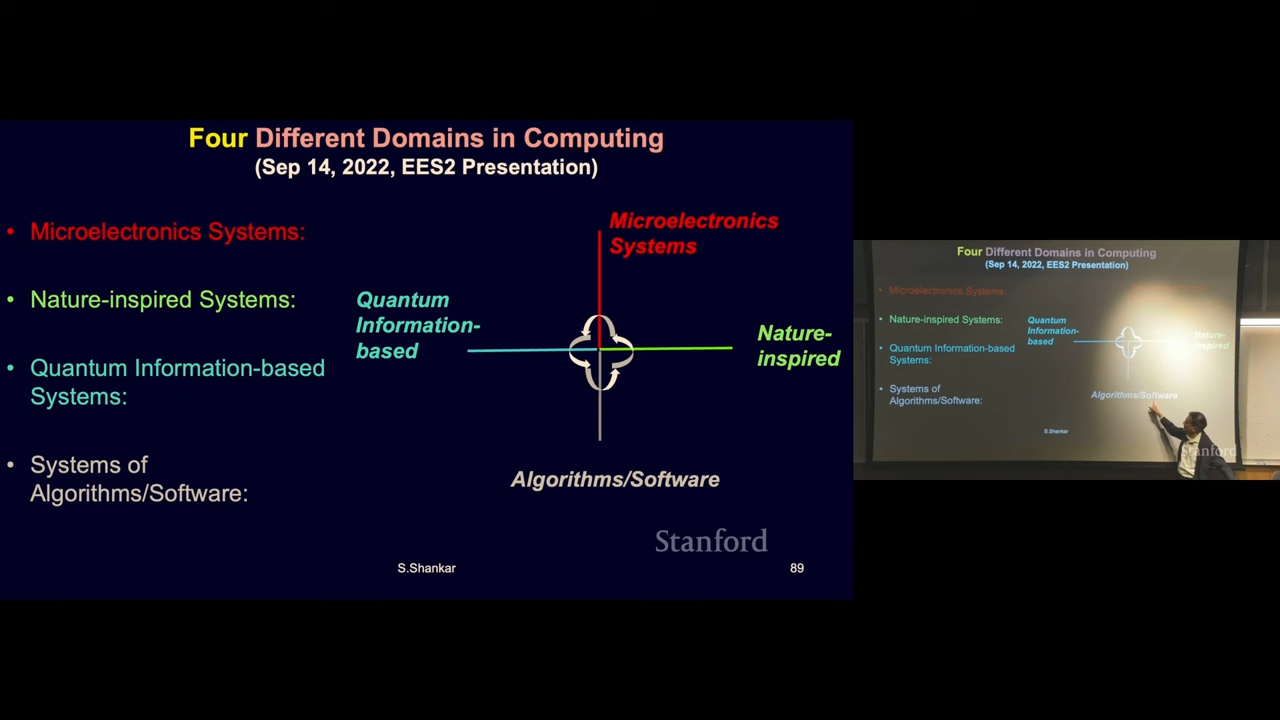 Four Different Domains in Computing
(Sep 14, 2022, EES2 Presentation)
• Microelectronics Systems:
• Nature-inspired Systems:
• Quantum Information-based
Systems:
• Systems of
Algorithms/Software:
Microelectronics
Systems
Quantum
Information-
based
Nature-
inspired
Algorithms/Software
Stanford
S.Shankar
89
Four Different Domains in Computing
(Sep 14, 2022, EES2 Presentation)
• Microelectronics Systems:
• Nature-inspired Systems:
• Quantum Information-based
Systems:
• Systems of
Algorithms/Software:
Quantum
Information-
based
Nature-
inspired
Algorithms/Software
S.Shankar
Stanford